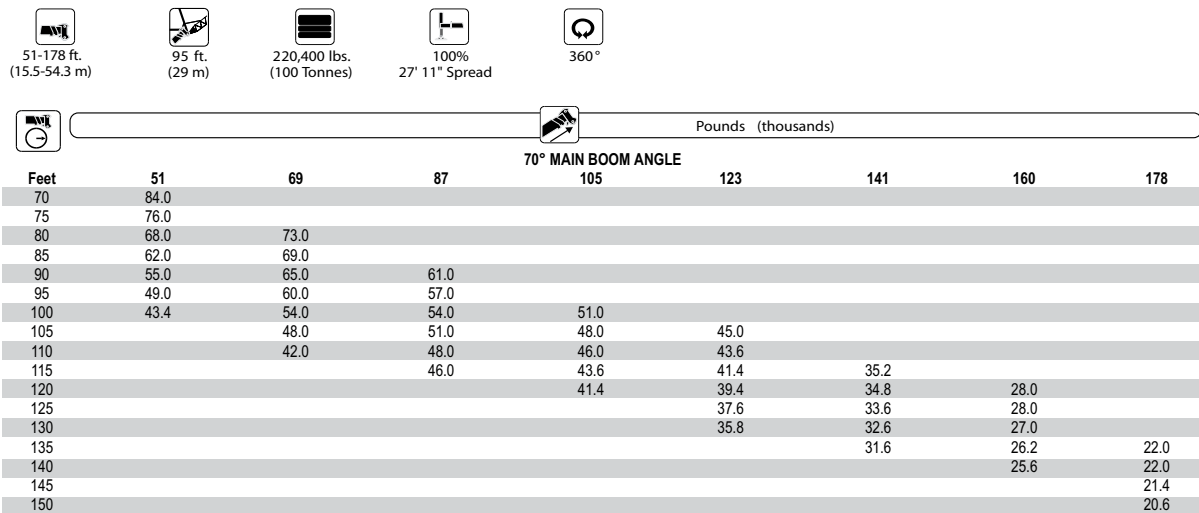 51-178 ft. 95 ft. 220,400 lbs. 100% 360°
(15.5-54.3 m) (29 m) (100 Tonnes) 27' 11" Spread
Pounds (thousands)
70° MAIN BOOM ANGLE
Feet 51 69 87 105 123 141 160 178
70 84.0
75 76.0
80 68.0 73.0
85 62.0 69.0
90 55.0 65.0 61.0
95 49.0 60.0 57.0
100 43.4 54.0 54.0 51.0
105 48.0 51.0 48.0 45.0
110 42.0 48.0 46.0 43.6
115 46.0 43.6 41.4 35.2
120 41.4 39.4 34.8 28.0
125 37.6 33.6 28.0
130 35.8 32.6 27.0
135 31.6 26.2 22.0
140 25.6 22.0
145 21.4
150 20.6